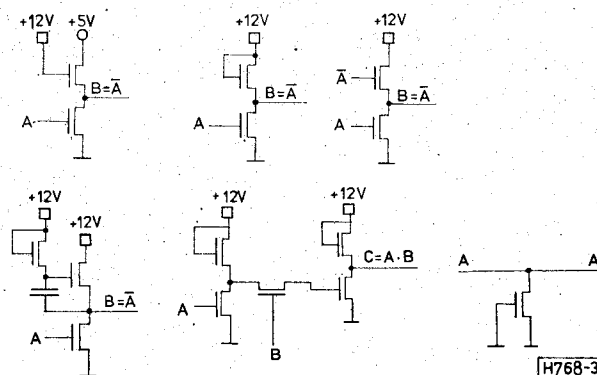 +12V +5V
B=A̅
A
+12V
B=A̅
A
+12V
A̅
B=A̅
A
+12V
+12V
B=A̅
A
+12V
+12V
C=A·B
A
B
A A
H768-3